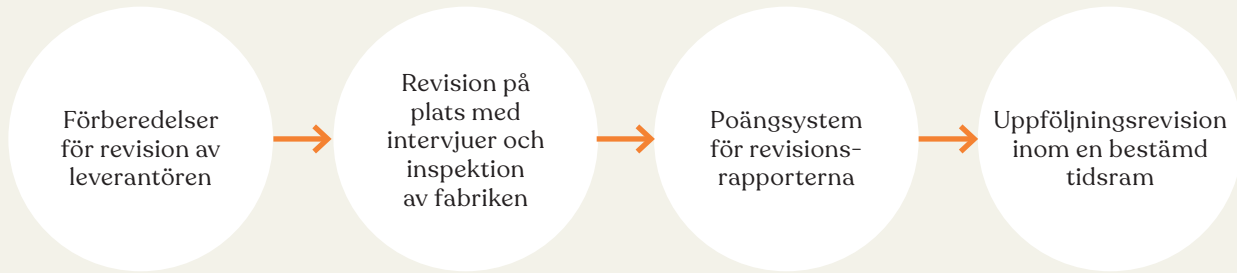 Förberedelser
för revision av
leverantören
Revision på
plats med
intervjuer och
inspektion
av fabriken
Poängsystem
för revisions-
rapporterna
Uppföljningsrevision
inom en bestämd
tidsram